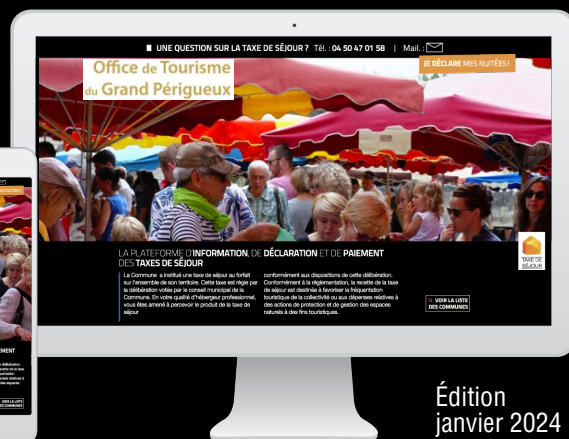 UNE QUESTION SUR LA TAXE DE SÉJOUR ? Tél. : 04 50 47 01 58 | Mail. :
JE DÉCLARE MES NUITÉES !
Office de Tourisme
du Grand Périgueux
LA PLATEFORME D'INFORMATION, DE DÉCLARATION ET DE PAIEMENT
DES TAXES DE SÉJOUR
La Commune a institué une taxe de séjour au forfait
sur l'ensemble de son territoire. Cette taxe est régie par
la délibération votée par le conseil municipal de la
Commune. En votre qualité d'hébergeur professionnel,
vous êtes amené à percevoir le produit de la taxe de
séjour
conformément aux dispositions de cette délibération.
Conformément à la réglementation, la recette de la taxe
de séjour est destinée à favoriser la fréquentation
touristique de la collectivité ou aux dépenses relatives à
des actions de protection et de gestion des espaces
naturels à des fins touristiques.
TAXE DE
SÉJOUR
VOIR LA LISTE
DES COMMUNES
Édition
janvier 2024